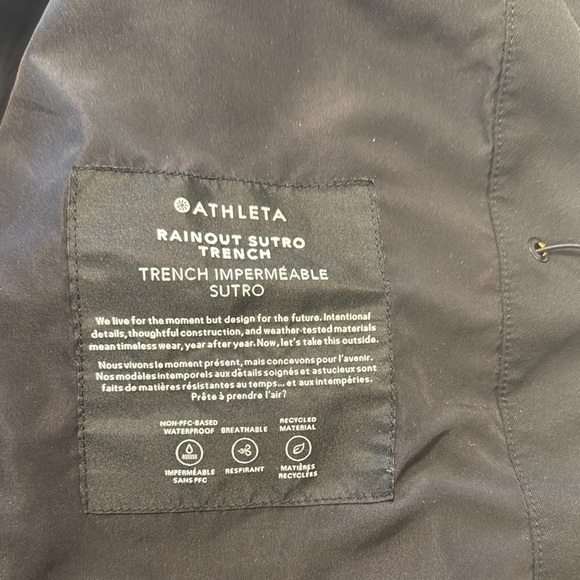 ATHLETA
RAINOUT SUTRO
TRENCH
TRENCH IMPERMÉABLE
SUTRO
We live for the moment but design for the future. Intentional
details, thoughtful construction, and weather-tested materials
mean timeless wear, year after year. Now, let's take this outside.
Nous vivons le moment présent, mais concevons pour l'avenir.
Nos modèles intemporels aux détails soignés et astucieux sont
faits de matières résistantes au temps... et aux intempéries.
Prête à prendre l'air?
NON-PFC-BASED
WATERPROOF
BREATHABLE
RECYCLED
MATERIAL
IMPERMÉABLE
SANS PFC
RESPIRANT
MATIÈRES
RECYCLÉES